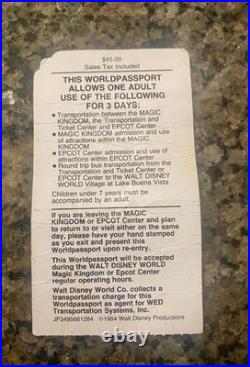 $45.00
Sales Tax Included
THIS WORLDPASSPORT
ALLOWS ONE ADULT
USE OF THE FOLLOWING
FOR 3 DAYS:
● Transportation between the MAGIC
KINGDOM, the Transportation and
Ticket Center and EPCOT Center
● MAGIC KINGDOM admission and use
of attractions within the MAGIC
KINGDOM
● EPCOT Center admission and use of
attractions within EPCOT Center
● Round trip bus transportation from the
Transportation and Ticket Center or
EPCOT Center to the WALT DISNEY
WORLD Village at Lake Buena Vista
Children under 7 years must be
accompanied by an adult.
If you are leaving the MAGIC
KINGDOM or EPCOT Center and plan
to return to or visit either on the same
day, please have your hand stamped
as you exit and present this
Worldpassport upon re-entry.
This Worldpassport will be accepted
during the WALT DISNEY WORLD
Magic Kingdom or Epcot Center
regular operating hours.
Walt Disney World Co. collects a
transportation charge for this
Worldpassport as agent for WED
Transportation Systems, Inc.
JP3495661284 ©1984 Walt Disney Productions